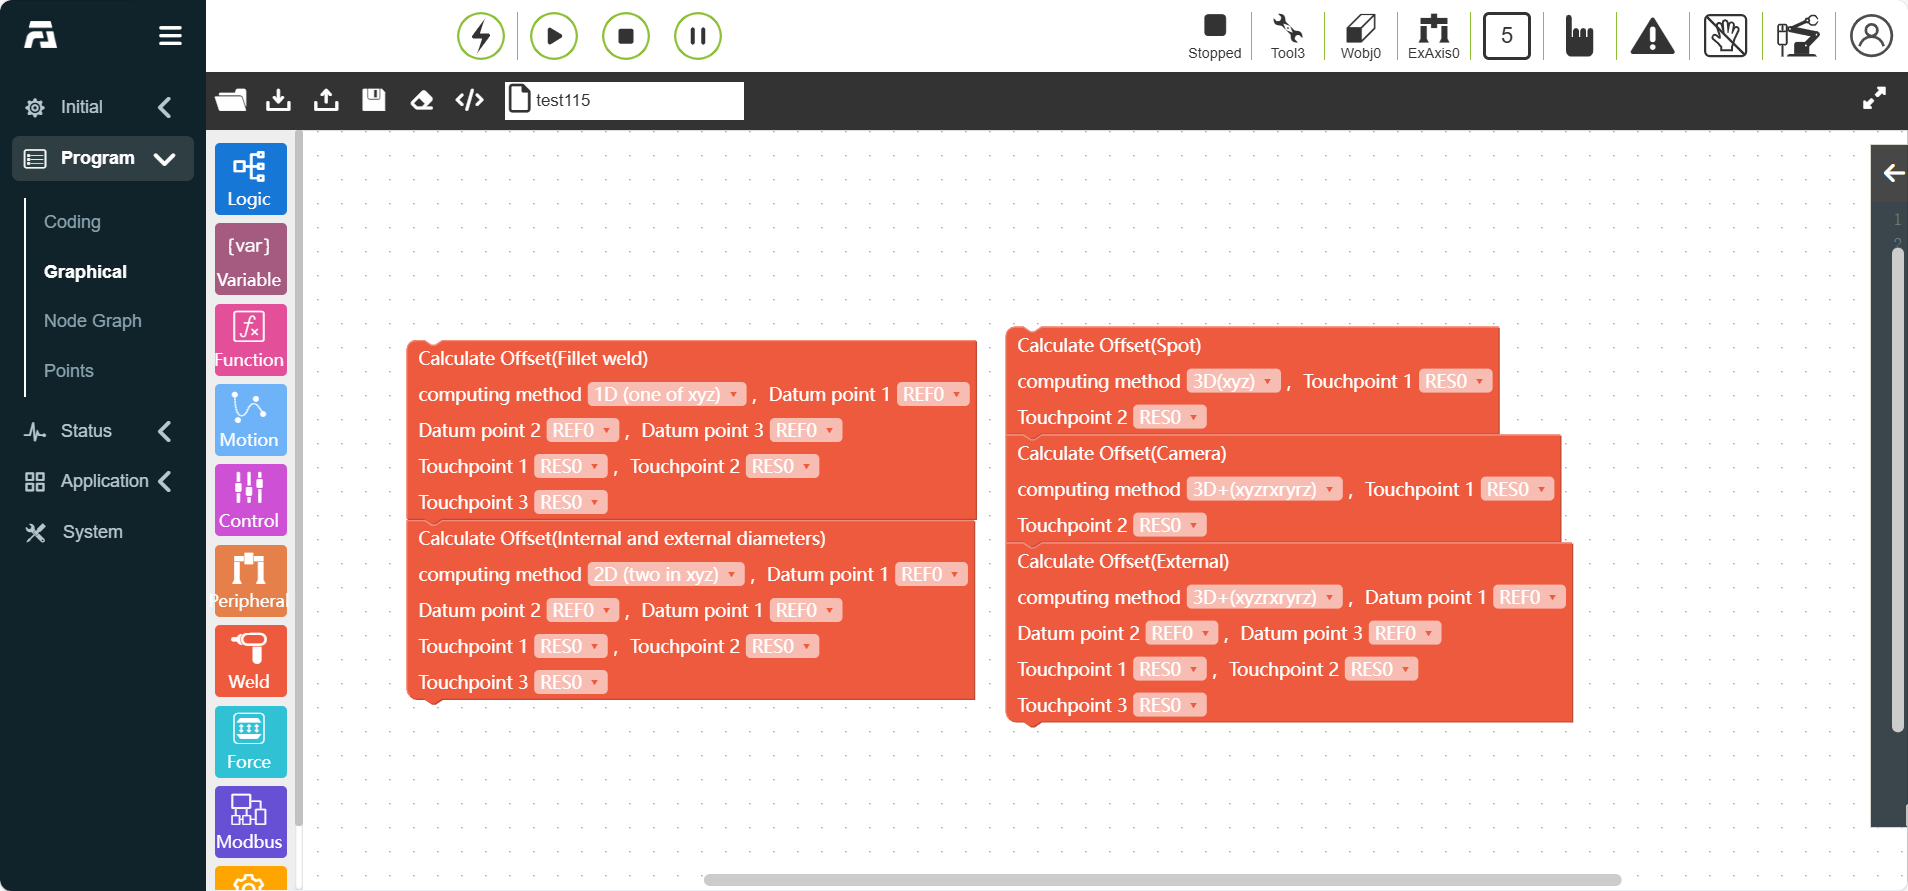 Stopped
Tool3
Wobj0
ExAxis0
5
Initial
Program
Coding
Graphical
Node Graph
Points
Status
Application
System
</>
test115
Logic
{var}
Variable
fx
Function
Motion
Control
Peripheral
Weld
Force
Modbus
Calculate Offset(Fillet weld)
computing method 1D (one of xyz) , Datum point 1 REF0
Datum point 2 REF0 , Datum point 3 REF0
Touchpoint 1 RES0 , Touchpoint 2 RES0
Touchpoint 3 RES0
Calculate Offset(Internal and external diameters)
computing method 2D (two in xyz) , Datum point 1 REF0
Datum point 2 REF0 , Datum point 1 REF0
Touchpoint 1 RES0 , Touchpoint 2 RES0
Touchpoint 3 RES0
Calculate Offset(Spot)
computing method 3D(xyz) , Touchpoint 1 RES0
Touchpoint 2 RES0
Calculate Offset(Camera)
computing method 3D+(xyzrxryrz) , Touchpoint 1 RES0
Touchpoint 2 RES0
Calculate Offset(External)
computing method 3D+(xyzrxryrz) , Datum point 1 REF0
Datum point 2 REF0 , Datum point 3 REF0
Touchpoint 1 RES0 , Touchpoint 2 RES0
Touchpoint 3 RES0
1
2